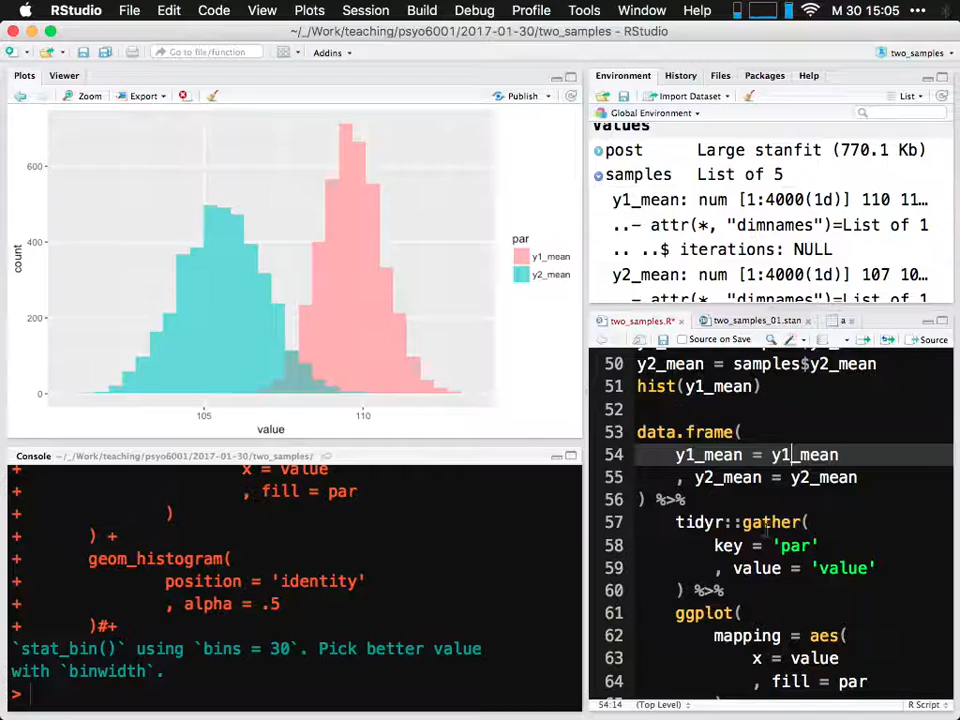 RStudio File Edit Code View Plots Session Build Debug Profile Tools Window Help M 30 15:05
~/_/Work/teaching/psyo6001/2017-01-30/two_samples - RStudio
Go to file/function Addins two_samples
Plots Viewer
Zoom Export Publish
600
400
200
0
count
105 110
value
par
y1_mean
y2_mean
Console ~/_/Work/teaching/psyo6001/2017-01-30/two_samples/
+ x = value
+ , fill = par
+ )
+ ) +
+ geom_histogram(
+ position = 'identity'
+ , alpha = .5
+ )#+
`stat_bin()` using `bins = 30`. Pick better value
with `binwidth`.
>
Environment History Files Packages Help
Import Dataset List
Global Environment
Values
post Large stanfit (770.1 Kb)
samples List of 5
y1_mean: num [1:4000(1d)] 110 11…
..- attr(*, "dimnames")=List of 1
.. ..$ iterations: NULL
y2_mean: num [1:4000(1d)] 107 10…
..- attr(*, "dimnames")=List of 1
two_samples.R* two_samples_01.stan a
Source on Save Source
50 y2_mean = samples$y2_mean
51 hist(y1_mean)
52
53 data.frame(
54 y1_mean = y1_mean
55 , y2_mean = y2_mean
56 ) %>%
57 tidyr::gather(
58 key = 'par'
59 , value = 'value'
60 ) %>%
61 ggplot(
62 mapping = aes(
63 x = value
64 , fill = par
54:14 (Top Level) R Script